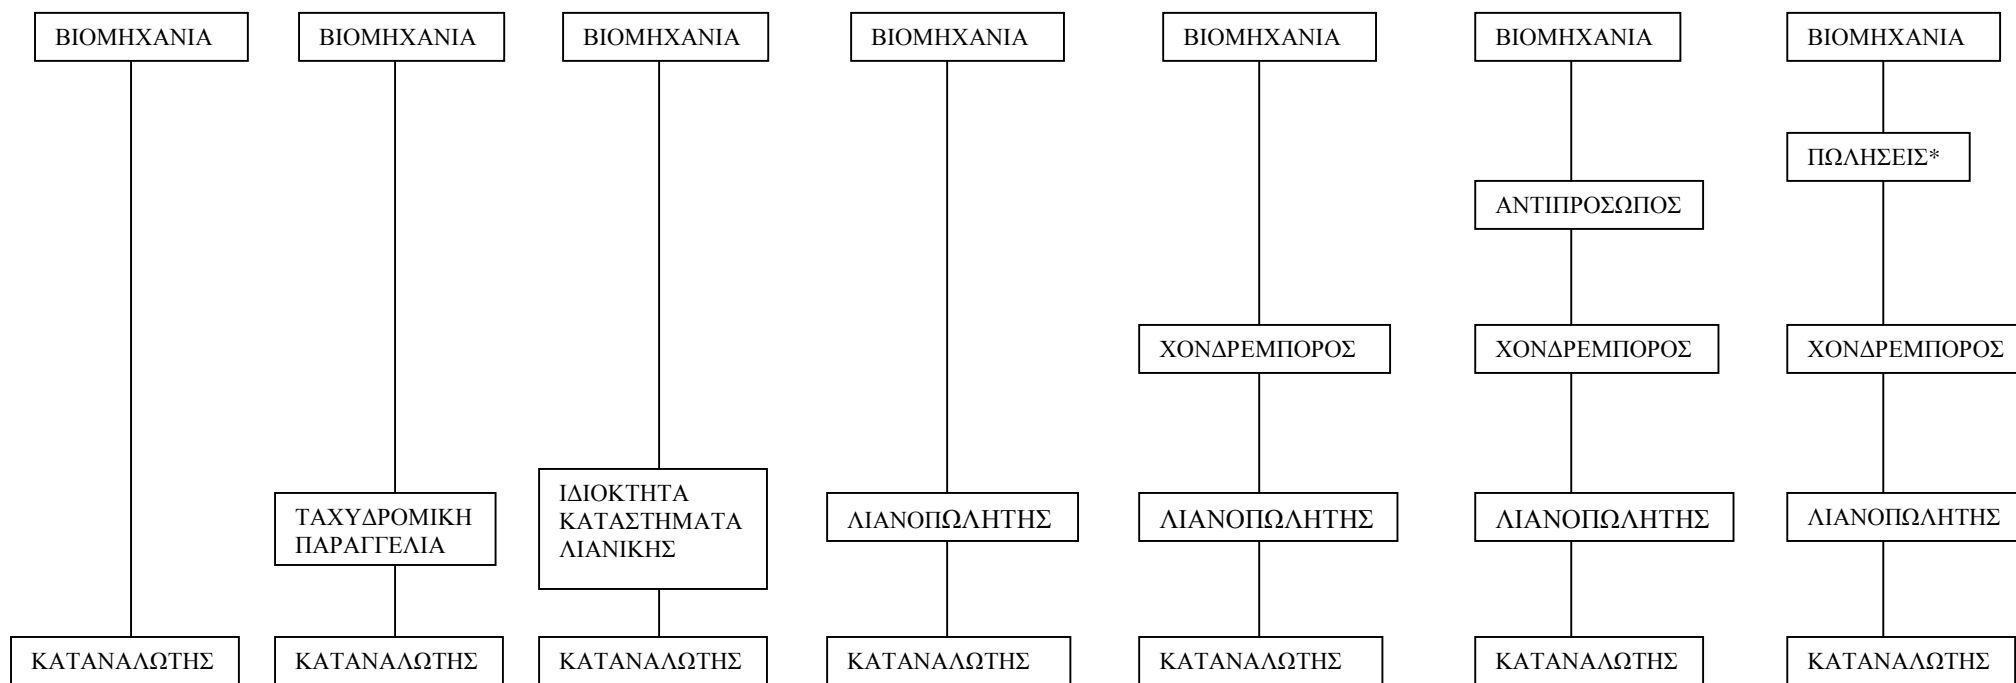 ΒΙΟΜΗΧΑΝΙΑ
ΒΙΟΜΗΧΑΝΙΑ
ΒΙΟΜΗΧΑΝΙΑ
ΒΙΟΜΗΧΑΝΙΑ
ΒΙΟΜΗΧΑΝΙΑ
ΒΙΟΜΗΧΑΝΙΑ
ΒΙΟΜΗΧΑΝΙΑ
ΠΩΛΗΣΕΙΣ*
ΑΝΤΙΠΡΟΣΩΠΟΣ
ΧΟΝΔΡΕΜΠΟΡΟΣ
ΧΟΝΔΡΕΜΠΟΡΟΣ
ΧΟΝΔΡΕΜΠΟΡΟΣ
ΤΑΧΥΔΡΟΜΙΚΗ
ΠΑΡΑΓΓΕΛΙΑ
ΙΔΙΟΚΤΗΤΑ
ΚΑΤΑΣΤΗΜΑΤΑ
ΛΙΑΝΙΚΗΣ
ΛΙΑΝΟΠΩΛΗΤΗΣ
ΛΙΑΝΟΠΩΛΗΤΗΣ
ΛΙΑΝΟΠΩΛΗΤΗΣ
ΛΙΑΝΟΠΩΛΗΤΗΣ
ΚΑΤΑΝΑΛΩΤΗΣ
ΚΑΤΑΝΑΛΩΤΗΣ
ΚΑΤΑΝΑΛΩΤΗΣ
ΚΑΤΑΝΑΛΩΤΗΣ
ΚΑΤΑΝΑΛΩΤΗΣ
ΚΑΤΑΝΑΛΩΤΗΣ
ΚΑΤΑΝΑΛΩΤΗΣ